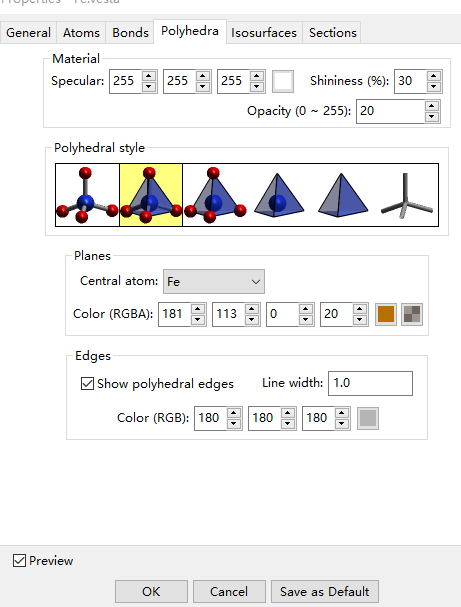 Properties - Fe.vesta
General Atoms Bonds Polyhedra Isosurfaces Sections
Material
Specular: 255 255 255 Shininess (%): 30
Opacity (0 ~ 255): 20
Polyhedral style
Planes
Central atom: Fe
Color (RGBA): 181 113 0 20
Edges
Show polyhedral edges Line width: 1.0
Color (RGB): 180 180 180
Preview
OK Cancel Save as Default